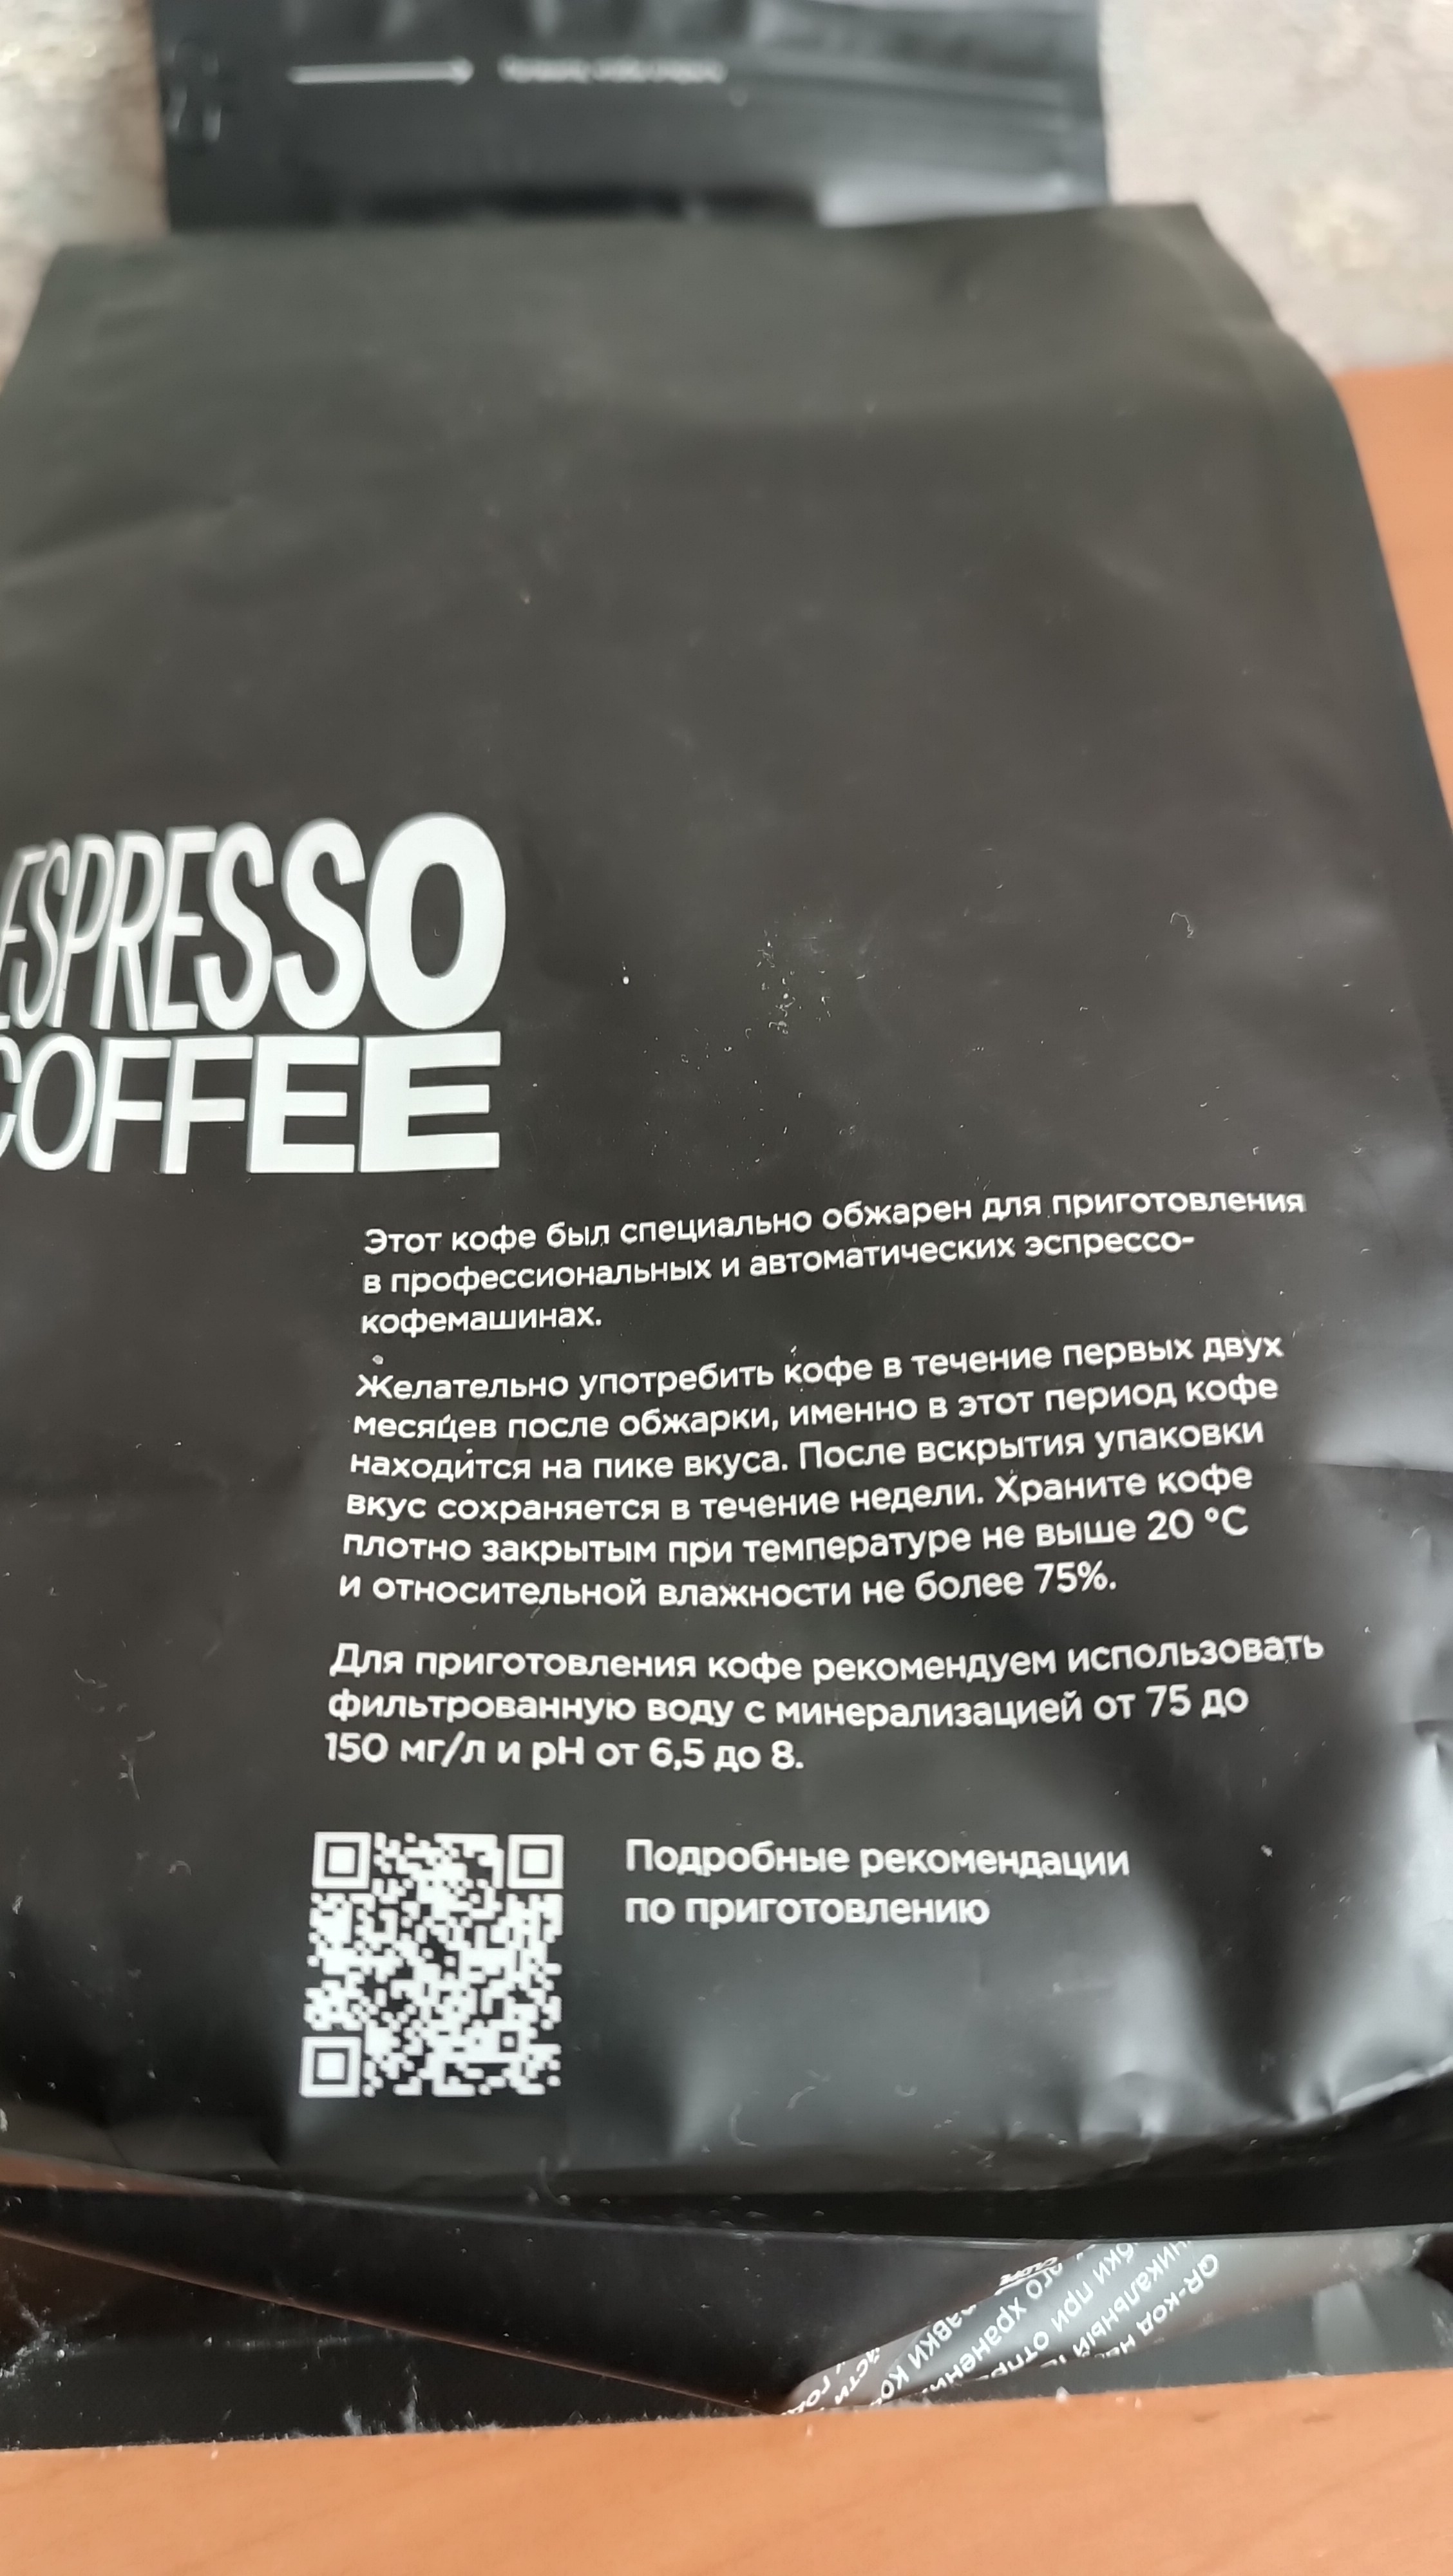 ESPRESSO
COFFEE
Этот кофе был специально обжарен для приготовления
в профессиональных и автоматических эспрессо-
кофемашинах.
Желательно употребить кофе в течение первых двух
месяцев после обжарки, именно в этот период кофе
находится на пике вкуса. После вскрытия упаковки
вкус сохраняется в течение недели. Храните кофе
плотно закрытым при температуре не выше 20 °C
и относительной влажности не более 75%.
Для приготовления кофе рекомендуем использовать
фильтрованную воду с минерализацией от 75 до
150 мг/л и pH от 6,5 до 8.
Подробные рекомендации
по приготовлению
QR-код
при